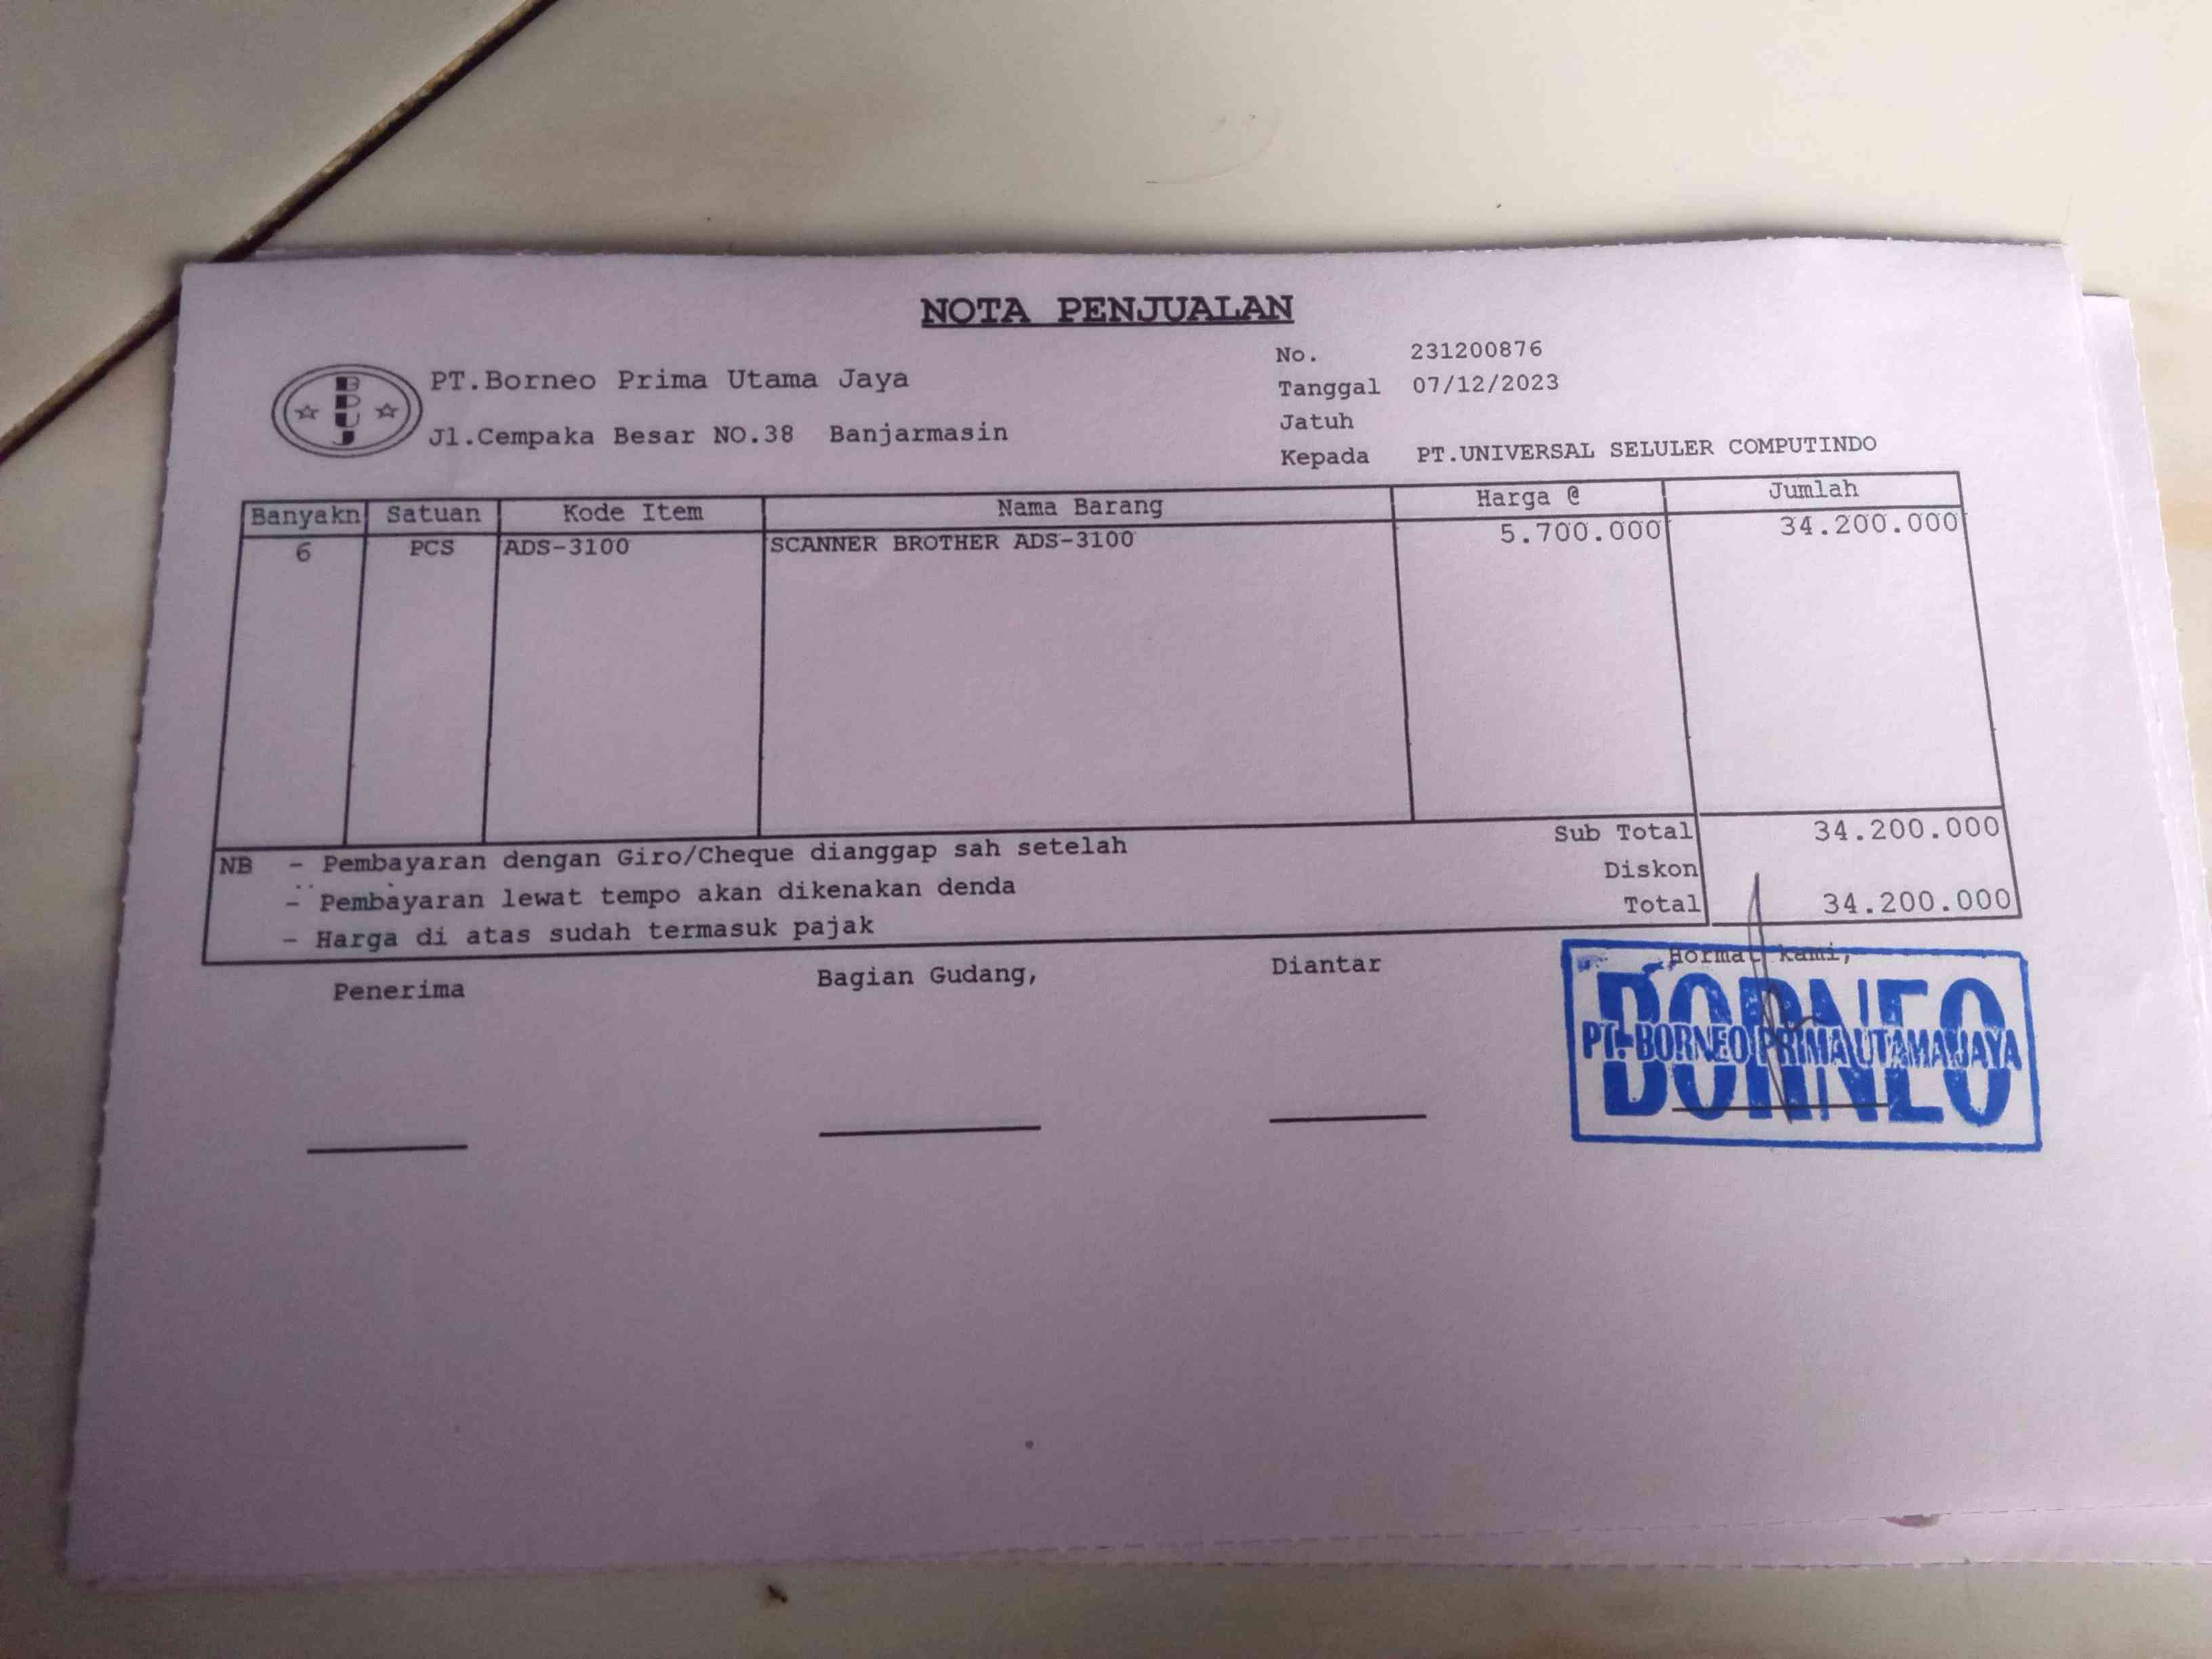 NOTA PENJUALAN
BPUJ
PT.Borneo Prima Utama Jaya
Jl.Cempaka Besar NO.38 Banjarmasin
No. 231200876
Tanggal 07/12/2023
Jatuh
Kepada PT.UNIVERSAL SELULER COMPUTINDO
Banyakn Satuan Kode Item Nama Barang Harga @ Jumlah
6 PCS ADS-3100 SCANNER BROTHER ADS-3100 5.700.000 34.200.000
Sub Total 34.200.000
Diskon
Total 34.200.000
NB - Pembayaran dengan Giro/Cheque dianggap sah setelah
- Pembayaran lewat tempo akan dikenakan denda
- Harga di atas sudah termasuk pajak
Penerima Bagian Gudang, Diantar Hormat kami,
BORNEO
PT. BORNEO PRIMA UTAMA JAYA